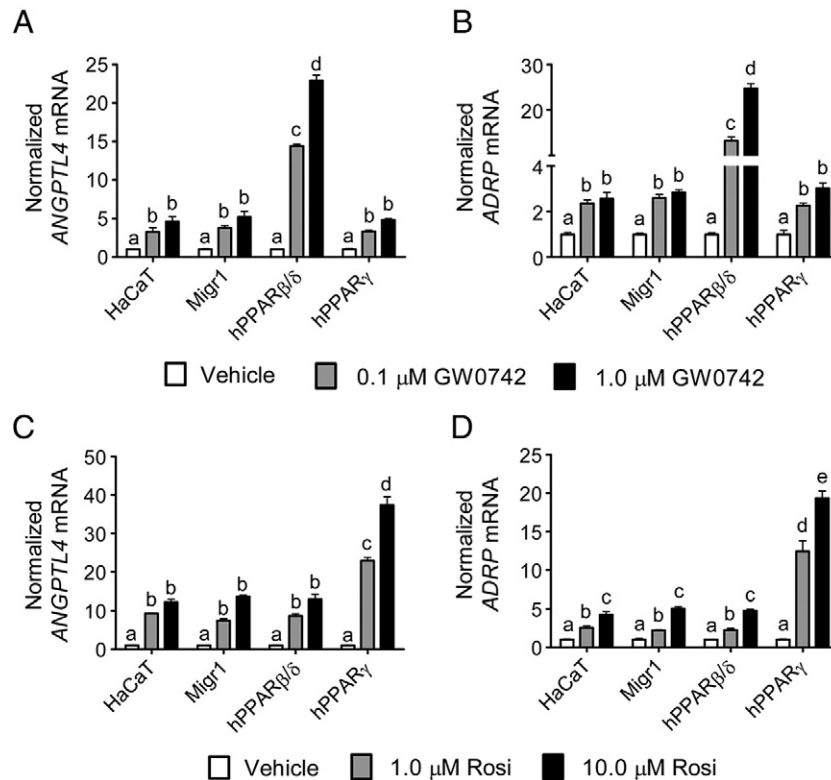 A
Normalized
ANGPTL4 mRNA
25
20
15
10
5
0
a b b a b b a c d a b b
HaCaT Migr1 hPPARβ/δ hPPARγ
B
Normalized
ADRP mRNA
30
20
4
2
0
a b b a b b a c d a b b
HaCaT Migr1 hPPARβ/δ hPPARγ
Vehicle 0.1 μM GW0742 1.0 μM GW0742
C
Normalized
ANGPTL4 mRNA
50
40
30
20
10
0
a b b a b b a b b a c d
HaCaT Migr1 hPPARβ/δ hPPARγ
D
Normalized
ADRP mRNA
25
20
15
10
5
0
a b c a b c a b c a d e
HaCaT Migr1 hPPARβ/δ hPPARγ
Vehicle 1.0 μM Rosi 10.0 μM Rosi